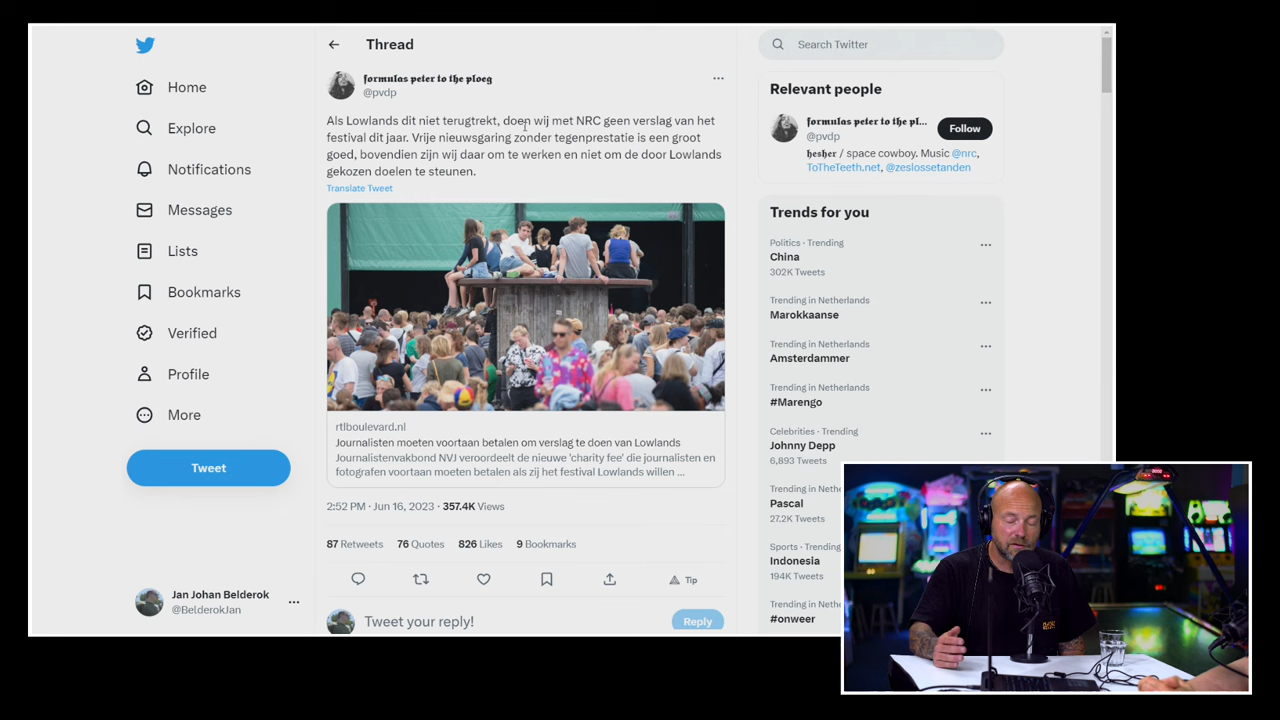 Home
Explore
Notifications
Messages
Lists
Bookmarks
Verified
Profile
More
Tweet
Jan Johan Belderok
@BelderokJan
Thread
formulas peter to the ploeg
@pvdp
Als Lowlands dit niet terugtrekt, doen wij met NRC geen verslag van het
festival dit jaar. Vrije nieuwsgaring zonder tegenprestatie is een groot
goed, bovendien zijn wij daar om te werken en niet om de door Lowlands
gekozen doelen te steunen.
Translate Tweet
rtlboulevard.nl
Journalisten moeten voortaan betalen om verslag te doen van Lowlands
Journalistenvakbond NVJ veroordeelt de nieuwe 'charity fee' die journalisten en
fotografen voortaan moeten betalen als zij het festival Lowlands willen ...
2:52 PM · Jun 16, 2023 · 357.4K Views
87 Retweets 76 Quotes 826 Likes 9 Bookmarks
Tip
Tweet your reply!
Reply
Search Twitter
Relevant people
formulas peter to the pl...
@pvdp
Follow
hesher / space cowboy. Music @nrc,
ToTheTeeth.net, @zeslossetanden
Trends for you
Politics · Trending
China
302K Tweets
Trending in Netherlands
Marokkaanse
Trending in Netherlands
Amsterdammer
Trending in Netherlands
#Marengo
Celebrities · Trending
Johnny Depp
6,893 Tweets
Trending in Nethe
Pascal
27.2K Tweets
Sports · Trending
Indonesia
194K Tweets
Trending in Nethe
#onweer